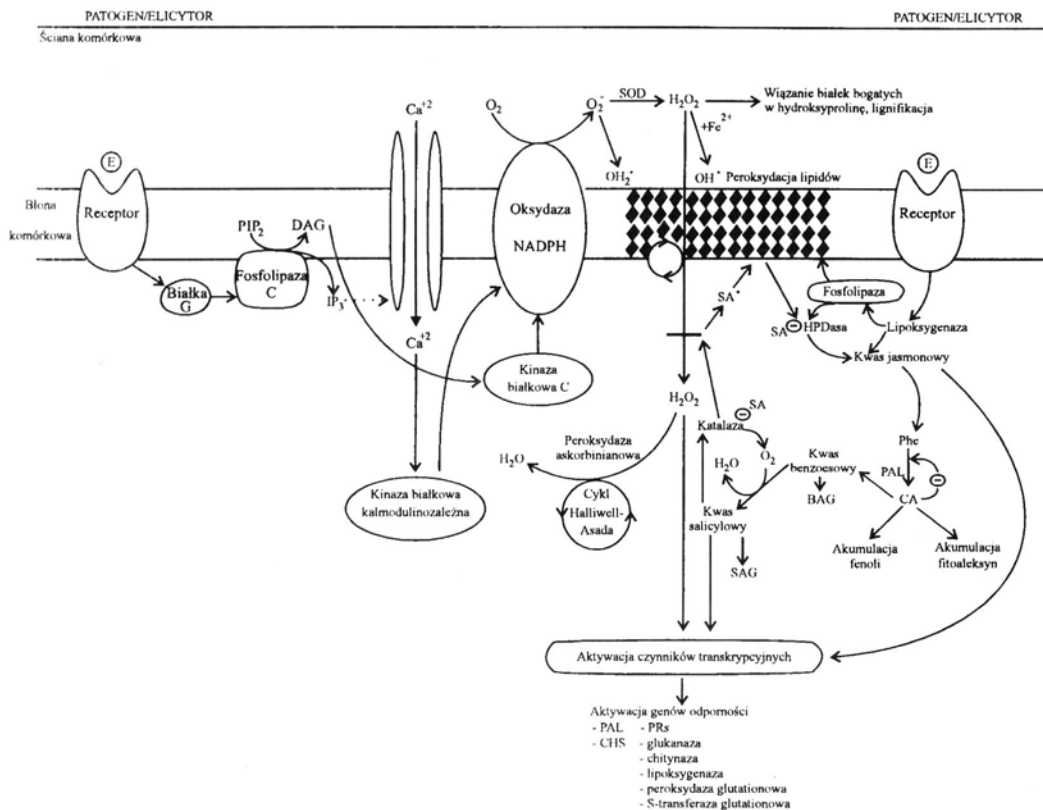 PATOGEN/ELICYTOR
PATOGEN/ELICYTOR
Ściana komórkowa
Ca+2
O2
O2-
SOD
H2O2
Wiązanie białek bogatych
w hydroksyprolinę, lignifikacja
+Fe2+
E
E
OH2•
OH• Peroksydacja lipidów
Błona
komórkowa
Receptor
PIP2
DAG
Oksydaza
NADPH
Receptor
Fosfolipaza
C
Białka
G
IP3
Fosfolipaza
SA•
SA
HPDasa
Lipoksygenaza
Ca+2
Kwas jasmonowy
Kinaza
białkowa C
H2O2
SA
Katalaza
Peroksydaza
askorbinianowa
H2O
O2
H2O
Kwas
benzoesowy
BAG
Phe
PAL
CA
Kinaza białkowa
kalmodulinozależna
Cykl
Halliwell-
Asada
Kwas
salicylowy
SAG
Akumulacja
fenoli
Akumulacja
fitoaleksyn
Aktywacja czynników transkrypcyjnych
Aktywacja genów odporności
- PAL - PRs
- CHS - glukanaza
- chitynaza
- lipoksygenaza
- peroksydaza glutationowa
- S-transferaza glutationowa